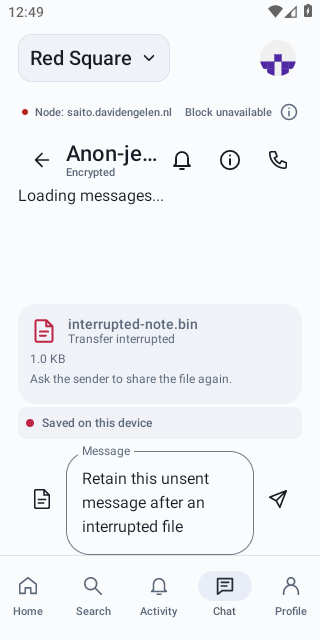 12:49
Red Square
Node: saito.davidengelen.nl Block unavailable
Anon-je...
Encrypted
Loading messages...
interrupted-note.bin
Transfer interrupted
1.0 KB
Ask the sender to share the file again.
Saved on this device
Message
Retain this unsent
message after an
interrupted file
Home Search Activity Chat Profile